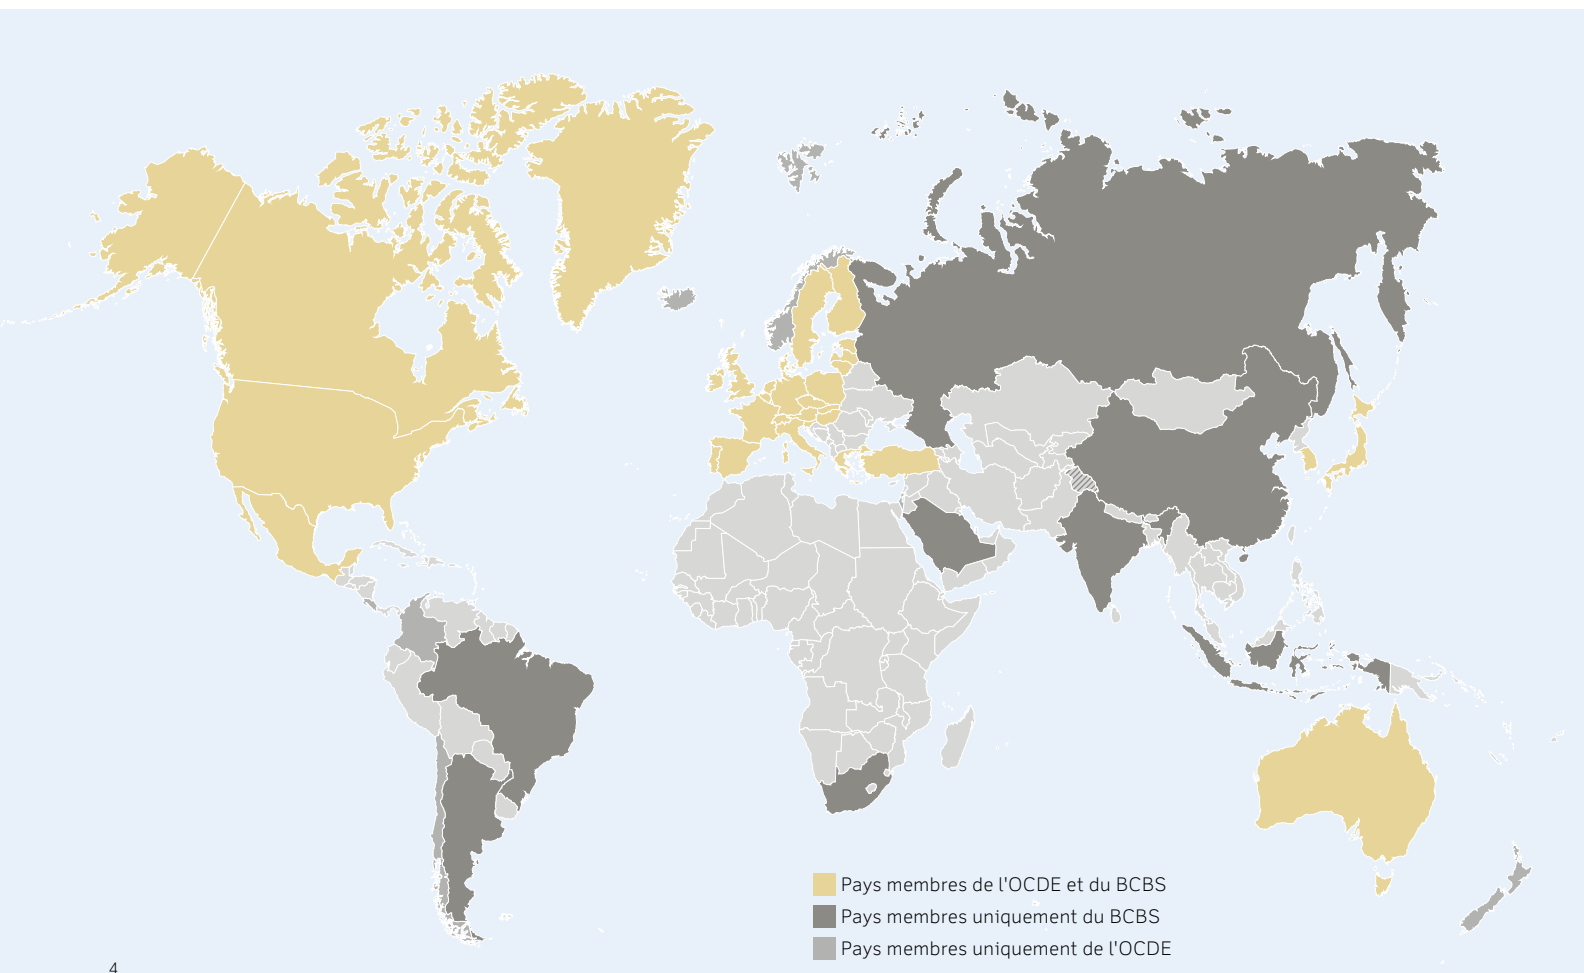 Pays membres de l'OCDE et du BCBS
Pays membres uniquement du BCBS
Pays membres uniquement de l'OCDE
4